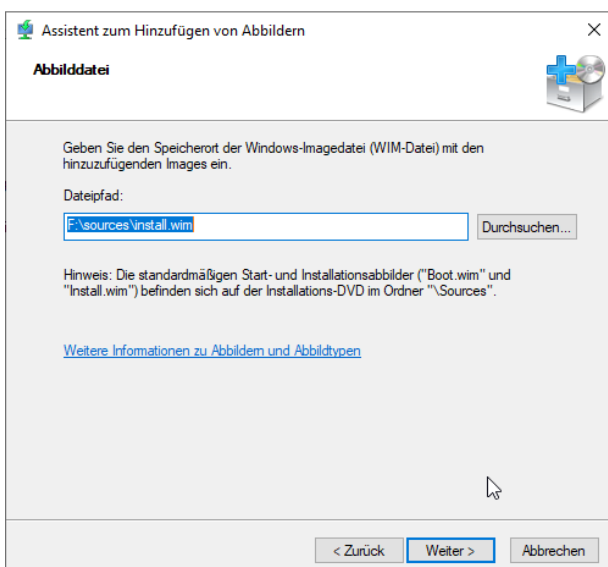 Assistent zum Hinzufügen von Abbildern
Abbilddatei
Geben Sie den Speicherort der Windows-Imagedatei (WIM-Datei) mit den
hinzuzufügenden Images ein.
Dateipfad:
F:\sources\install.wim
Durchsuchen...
Hinweis: Die standardmäßigen Start- und Installationsabbilder ("Boot.wim" und
"Install.wim") befinden sich auf der Installations-DVD im Ordner "\Sources".
Weitere Informationen zu Abbildern und Abbildtypen
< Zurück
Weiter >
Abbrechen